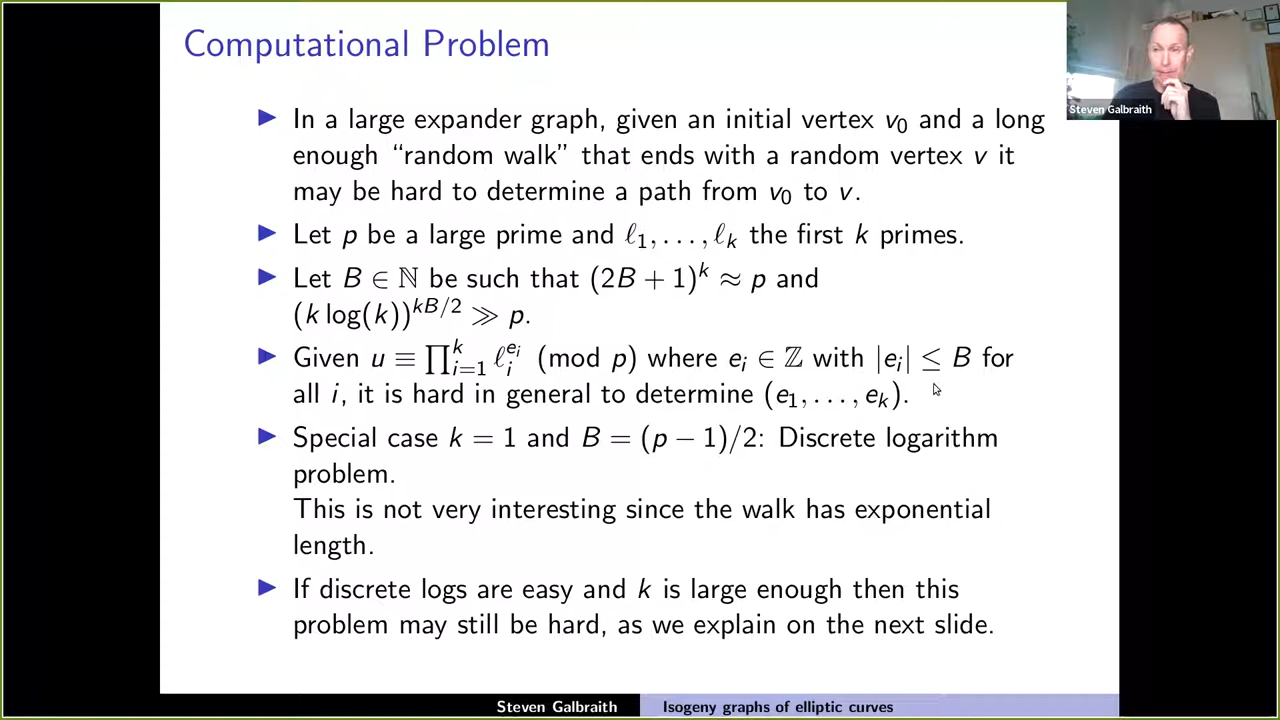 Computational Problem
Steven Galbraith
▶ In a large expander graph, given an initial vertex v₀ and a long
enough “random walk” that ends with a random vertex v it
may be hard to determine a path from v₀ to v.
▶ Let p be a large prime and ℓ₁, . . . , ℓₖ the first k primes.
▶ Let B ∈ ℕ be such that (2B + 1)ᵏ ≈ p and
(k log(k))^{kB/2} ≫ p.
▶ Given u ≡ ∏_{i=1}^{k} ℓ_i^{e_i} (mod p) where e_i ∈ ℤ with |e_i| ≤ B for
all i, it is hard in general to determine (e₁, . . . , eₖ).
▶ Special case k = 1 and B = (p − 1)/2: Discrete logarithm
problem.
This is not very interesting since the walk has exponential
length.
▶ If discrete logs are easy and k is large enough then this
problem may still be hard, as we explain on the next slide.
Steven Galbraith Isogeny graphs of elliptic curves